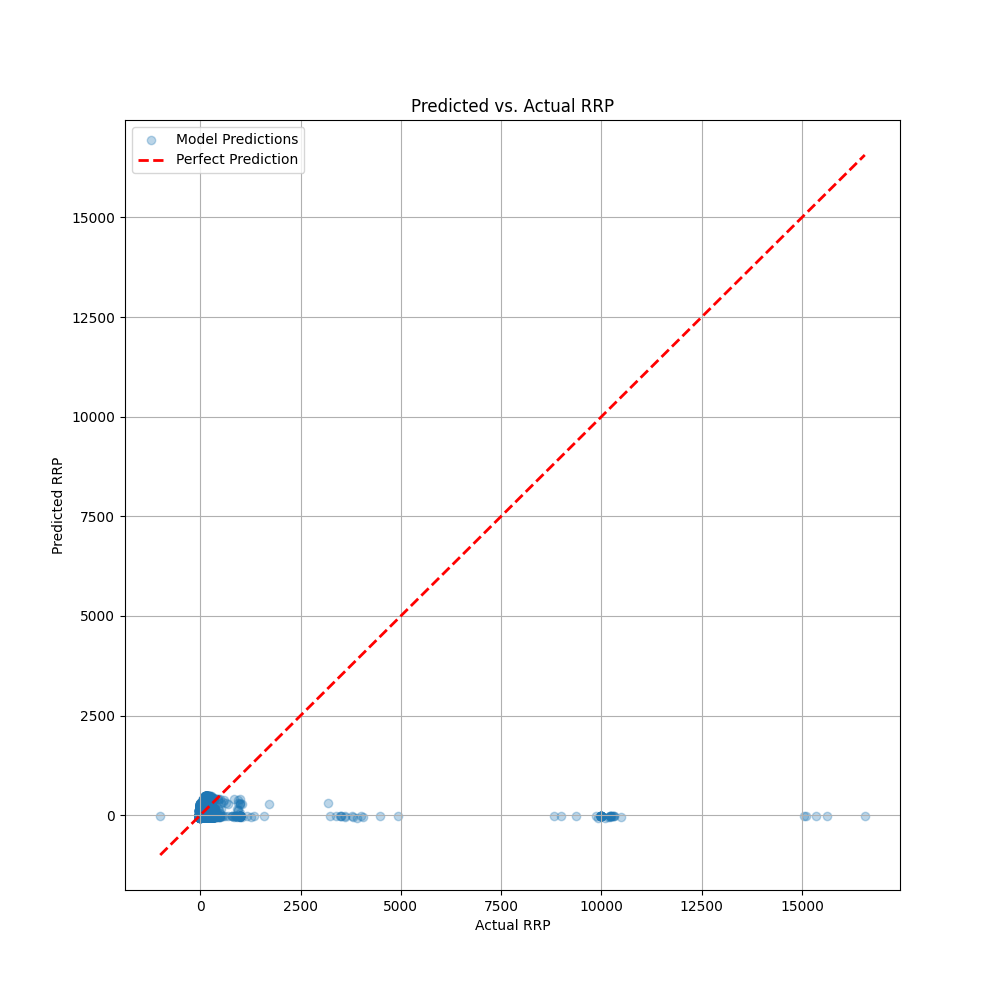 Predicted vs. Actual RRP
Model Predictions
Perfect Prediction
15000
12500
10000
7500
5000
2500
0
Predicted RRP
0 2500 5000 7500 10000 12500 15000
Actual RRP